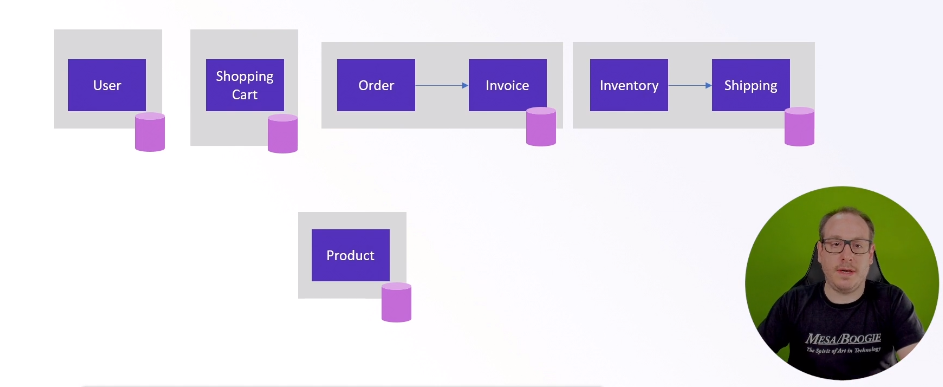 User
Shopping
Cart
Order
Invoice
Inventory
Shipping
Product
MESA/BOOGIE
The Spirit of Art in Technology